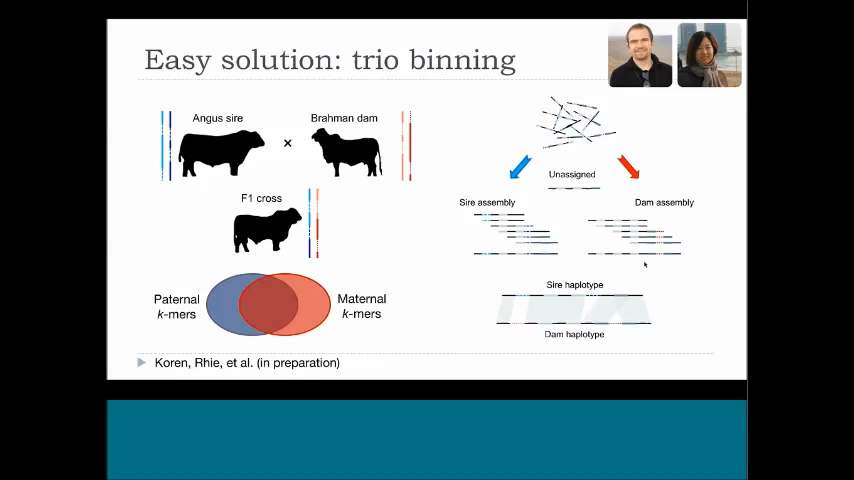 Easy solution: trio binning
Angus sire
Brahman dam
×
F1 cross
Paternal
k-mers
Maternal
k-mers
Unassigned
Sire assembly
Dam assembly
Sire haplotype
Dam haplotype
Koren, Rhie, et al. (in preparation)